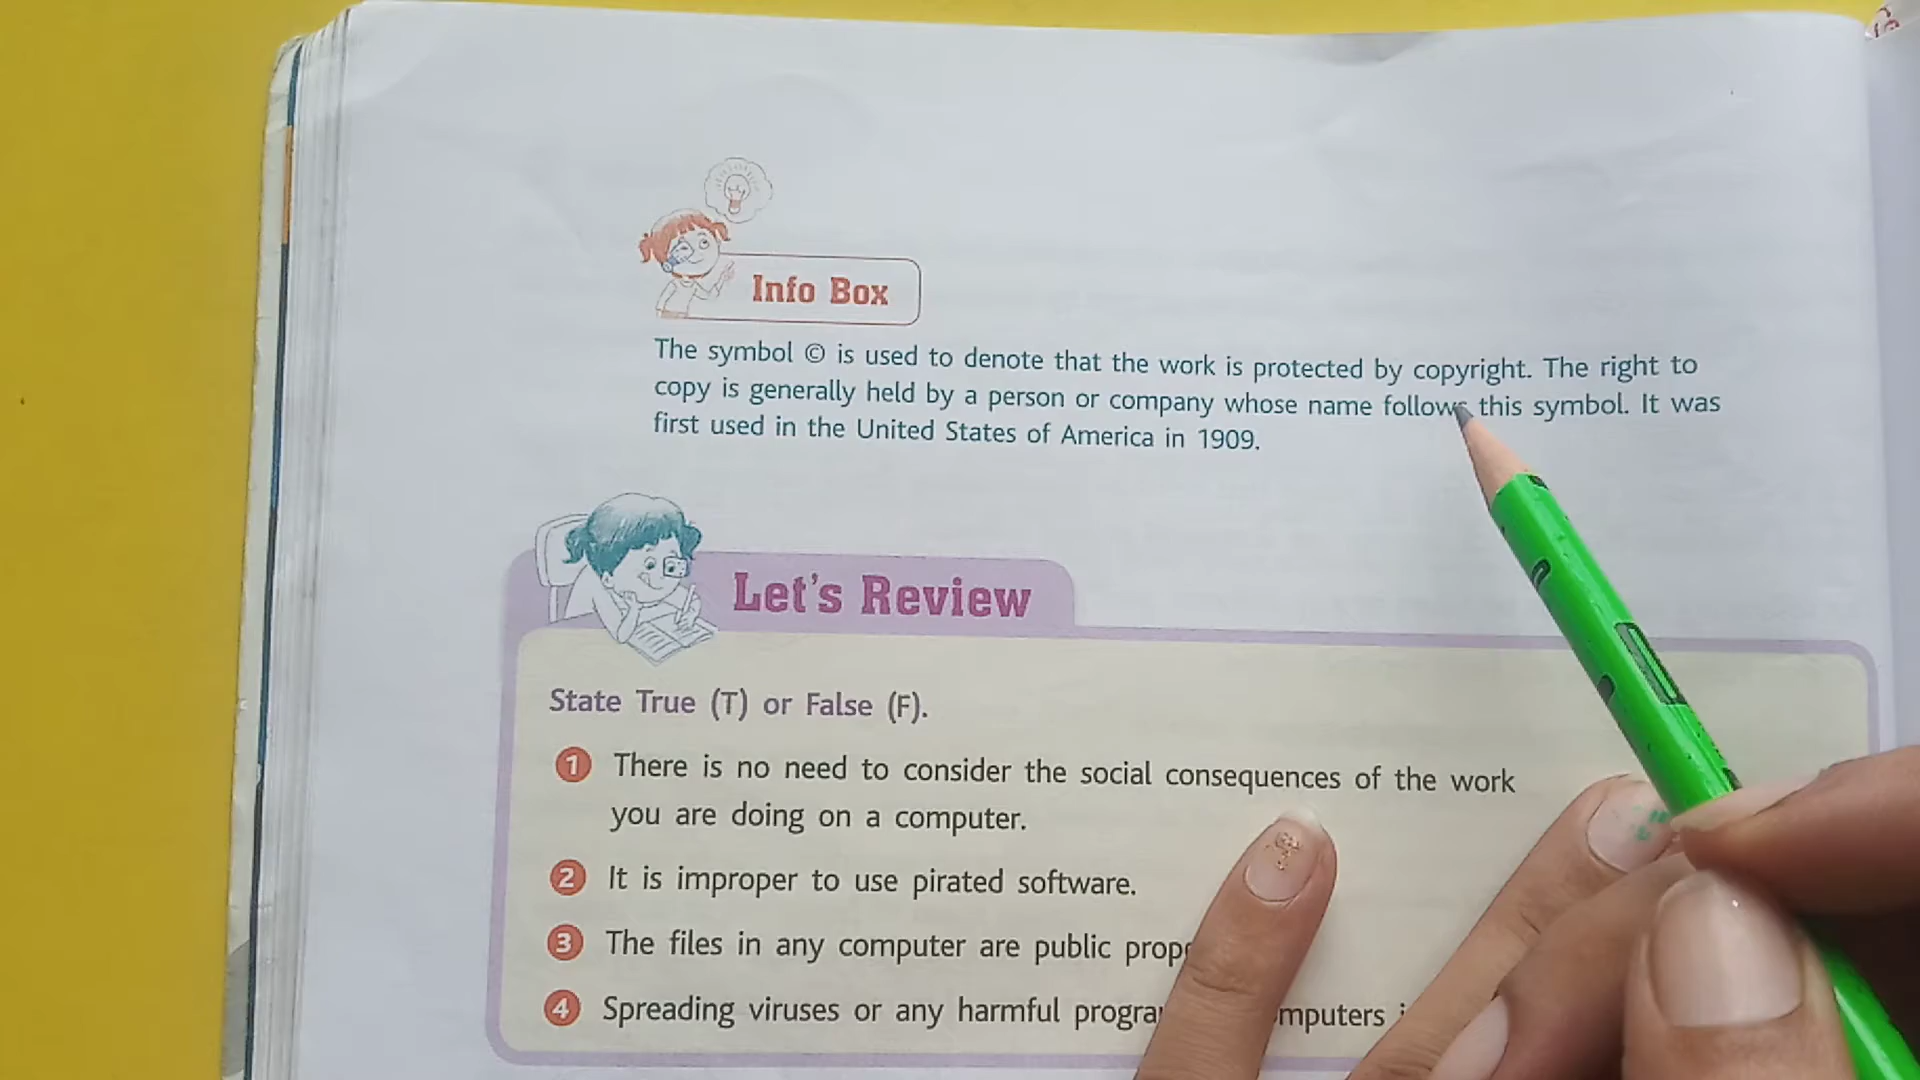 Info Box
The symbol © is used to denote that the work is protected by copyright. The right to
copy is generally held by a person or company whose name follows this symbol. It was
first used in the United States of America in 1909.
Let's Review
State True (T) or False (F).
1 There is no need to consider the social consequences of the work
you are doing on a computer.
2 It is improper to use pirated software.
3 The files in any computer are public
4 Spreading viruses or any harmful